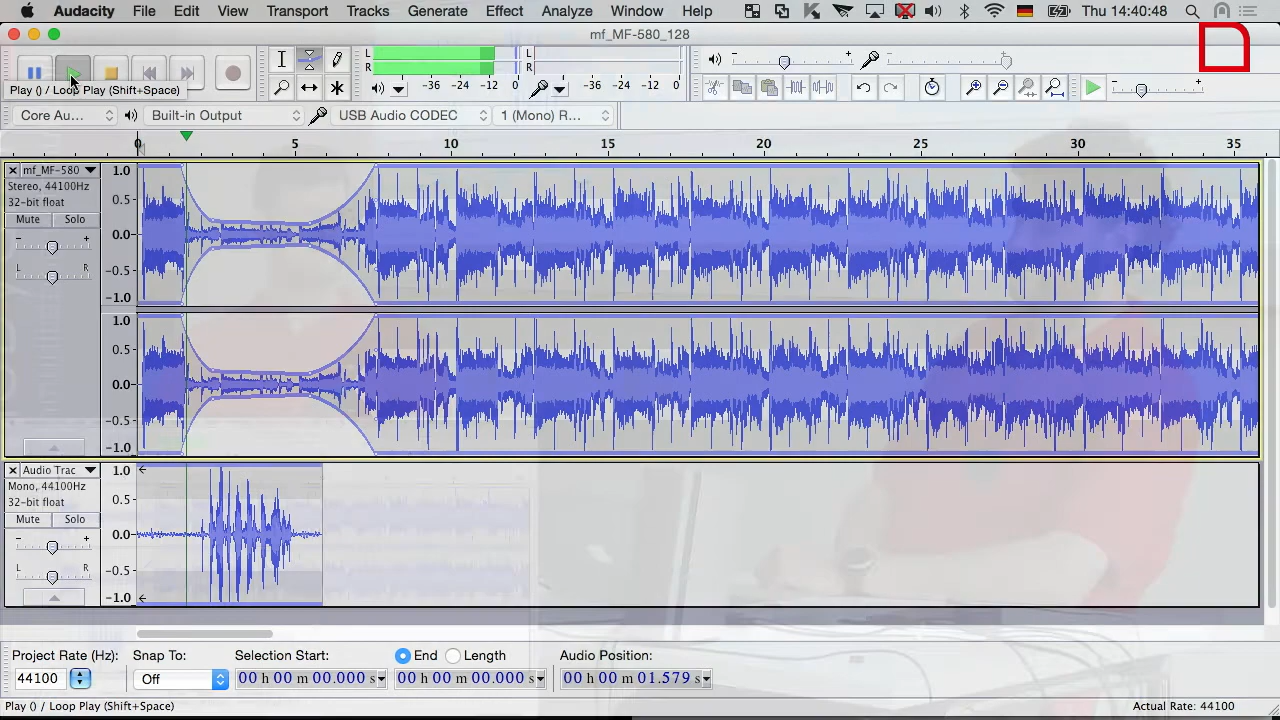 Audacity File Edit View Transport Tracks Generate Effect Analyze Window Help Thu 14:40:48
mf_MF-580_128
L R -36 -24 -12 0 L R -36 -24 -12 0
Play () / Loop Play (Shift+Space)
Core Au... Built-in Output USB Audio CODEC 1 (Mono) R...
0 5 10 15 20 25 30 35
mf_MF-580 1.0
Stereo, 44100Hz
32-bit float 0.5
Mute Solo
- + 0.0
L R -0.5
-1.0
1.0
0.5
0.0
-0.5
-1.0
Audio Trac 1.0
Mono, 44100Hz
32-bit float 0.5
Mute Solo
- + 0.0
L R -0.5
-1.0
Project Rate (Hz): Snap To: Selection Start: End Length Audio Position:
44100 Off 00 h 00 m 00.000 s 00 h 00 m 00.000 s 00 h 00 m 01.579 s
Play () / Loop Play (Shift+Space) Actual Rate: 44100